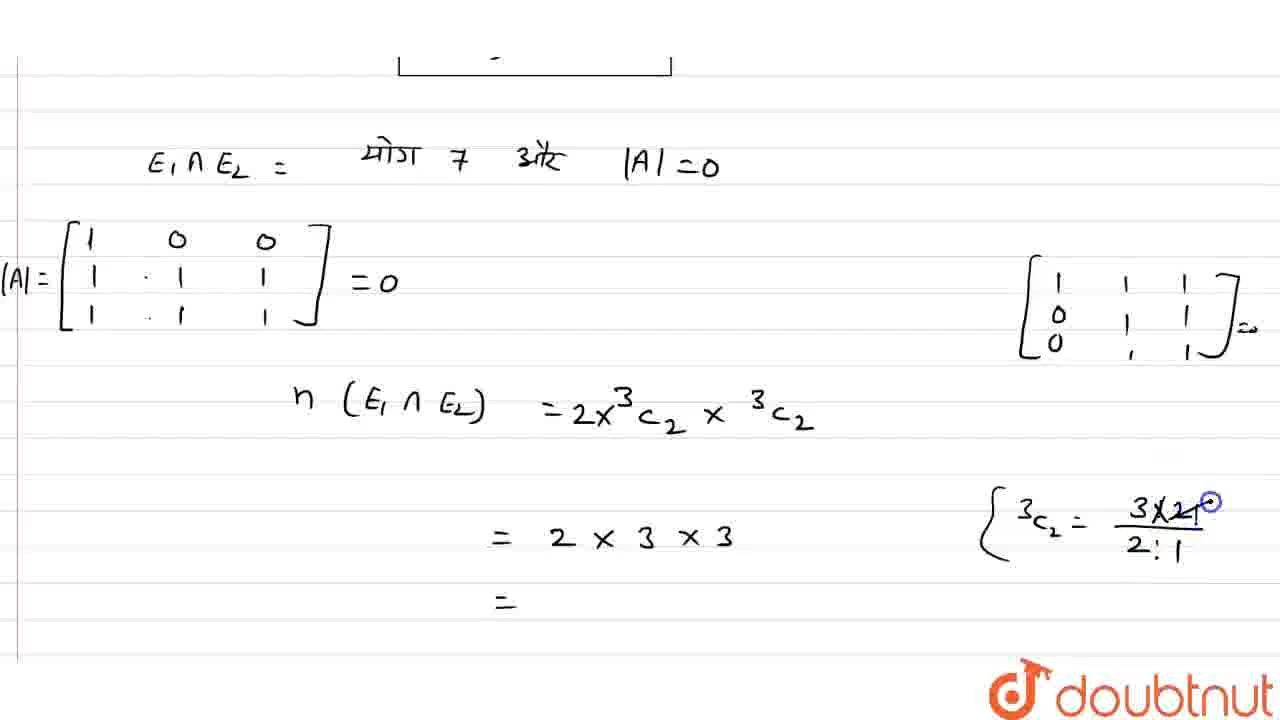 E₁ ∩ E₂ = योग 7 और |A| = 0
|A| = [ 1 0 0
1 · 1 1
1 · 1 1 ] = 0
[ 1 1 1
0 1 1
0 1 1 ] =0
n (E₁ ∩ E₂) = 2 × ³C₂ × ³C₂
= 2 × 3 × 3
{ ³C₂ = 3×2! / 2! 1
=
doubtnut